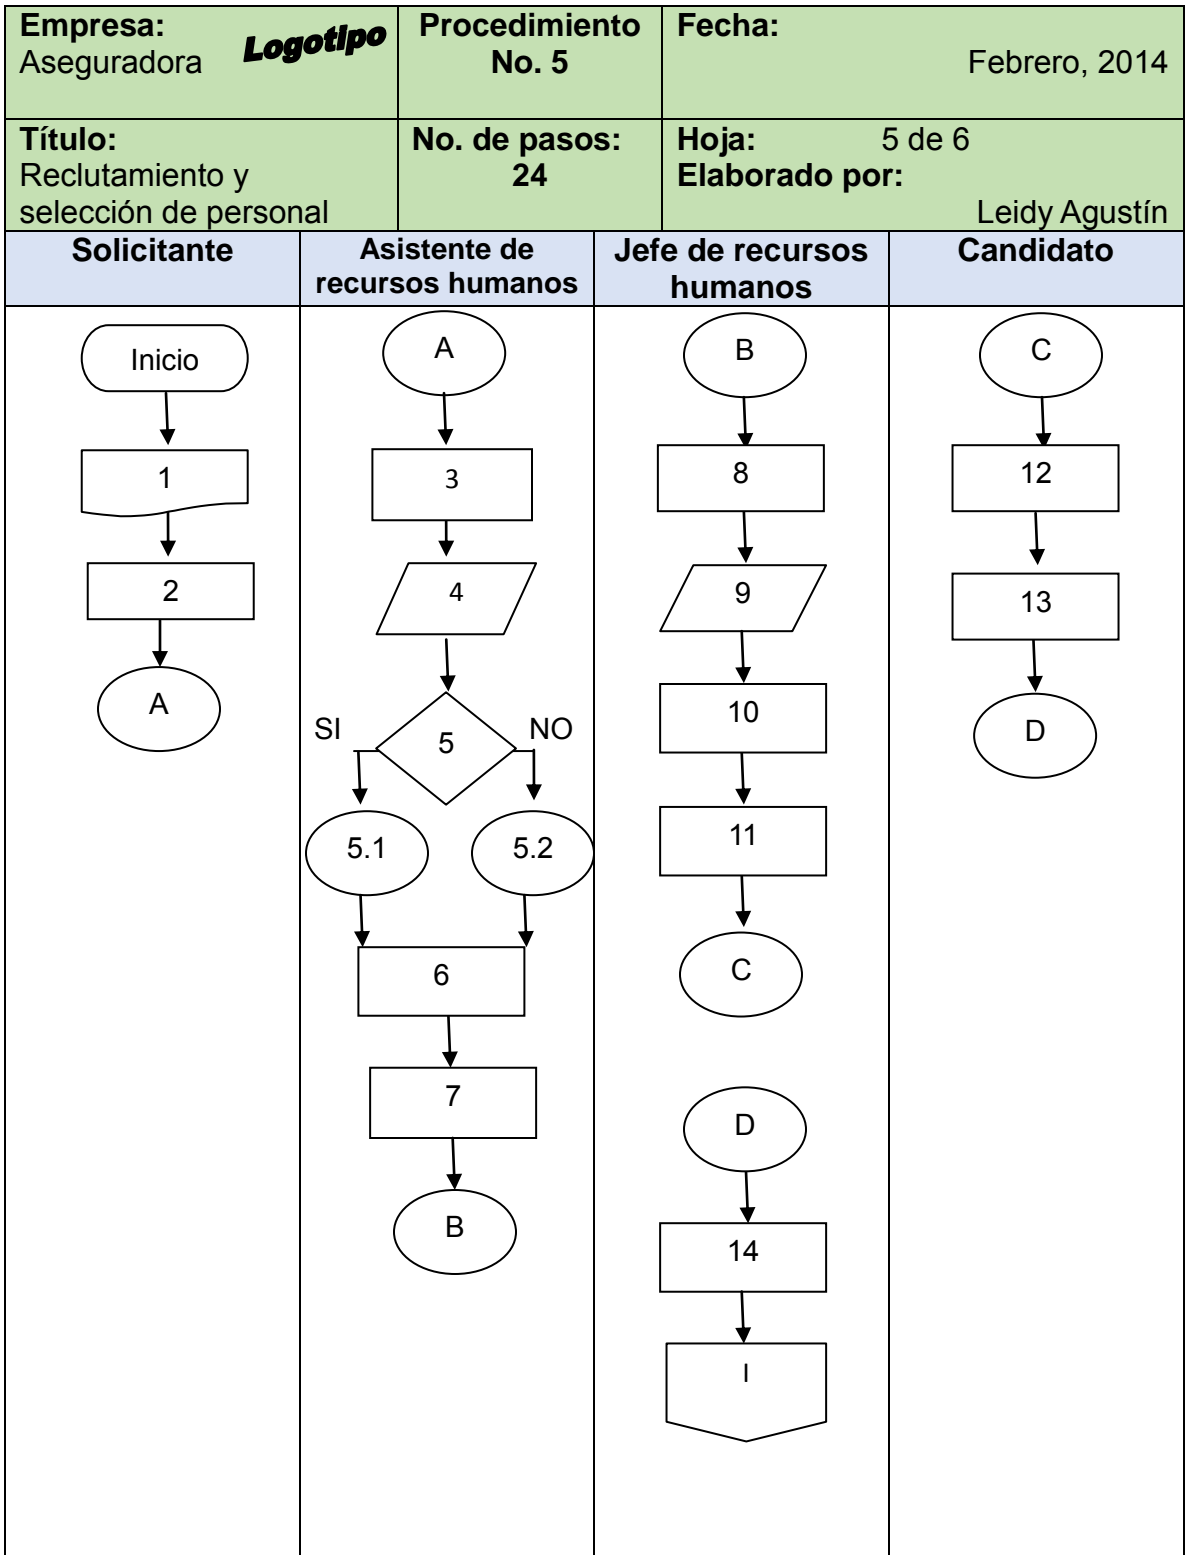 Empresa:
Aseguradora
Logotipo
Procedimiento
No. 5
Fecha:
Febrero, 2014
Título:
Reclutamiento y
selección de personal
No. de pasos:
24
Hoja: 5 de 6
Elaborado por:
Leidy Agustín
Solicitante
Asistente de
recursos humanos
Jefe de recursos
humanos
Candidato
Inicio
1
2
A
A
3
4
SI
5
NO
5.1
5.2
6
7
B
B
8
9
10
11
C
D
14
I
C
12
13
D